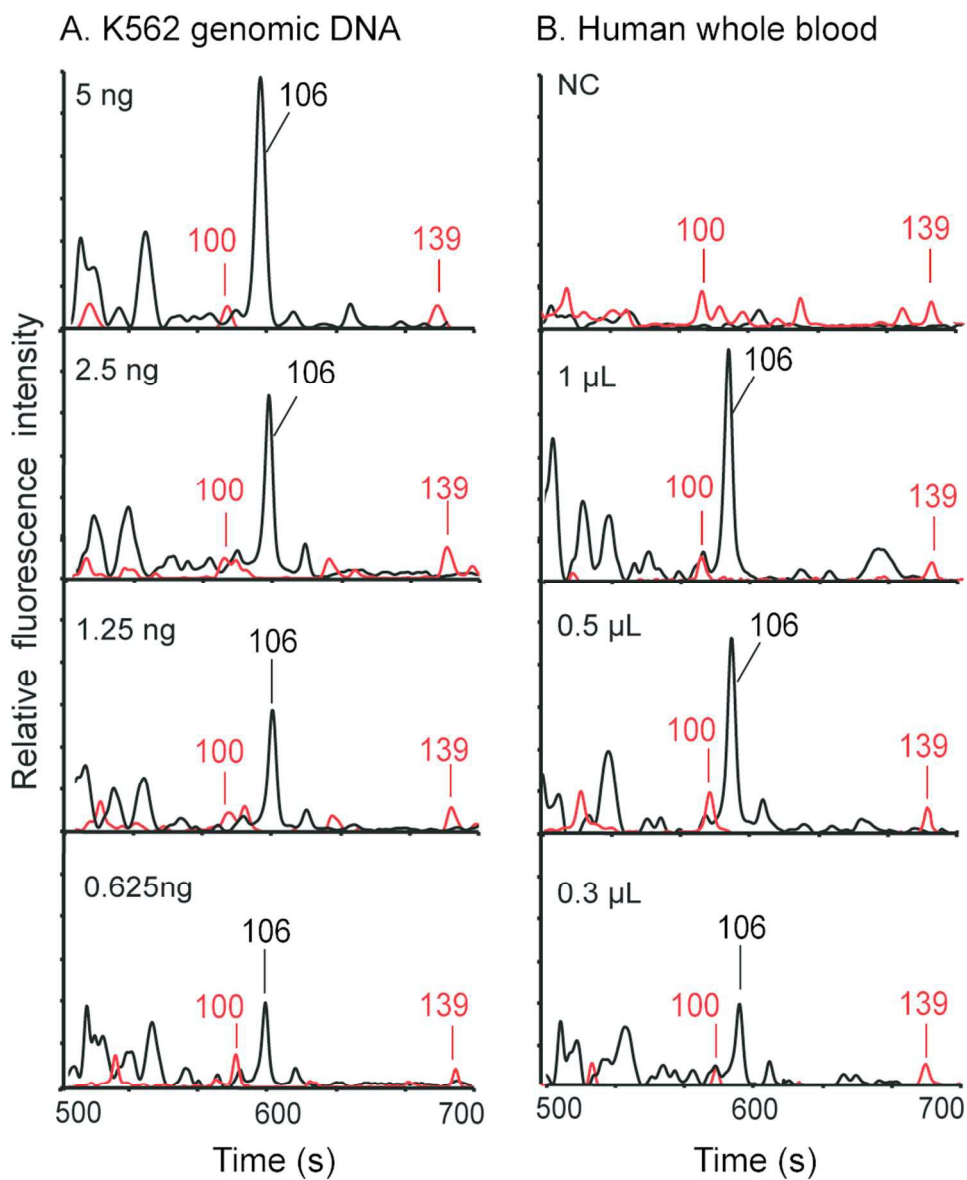 A. K562 genomic DNA
B. Human whole blood
Relative fluorescence intensity
5 ng
106
100
139
2.5 ng
106
100
139
1.25 ng
106
100
139
0.625ng
106
100
139
500
600
700
Time (s)
NC
100
139
1 µL
106
100
139
0.5 µL
106
100
139
0.3 µL
106
100
139
500
600
700
Time (s)